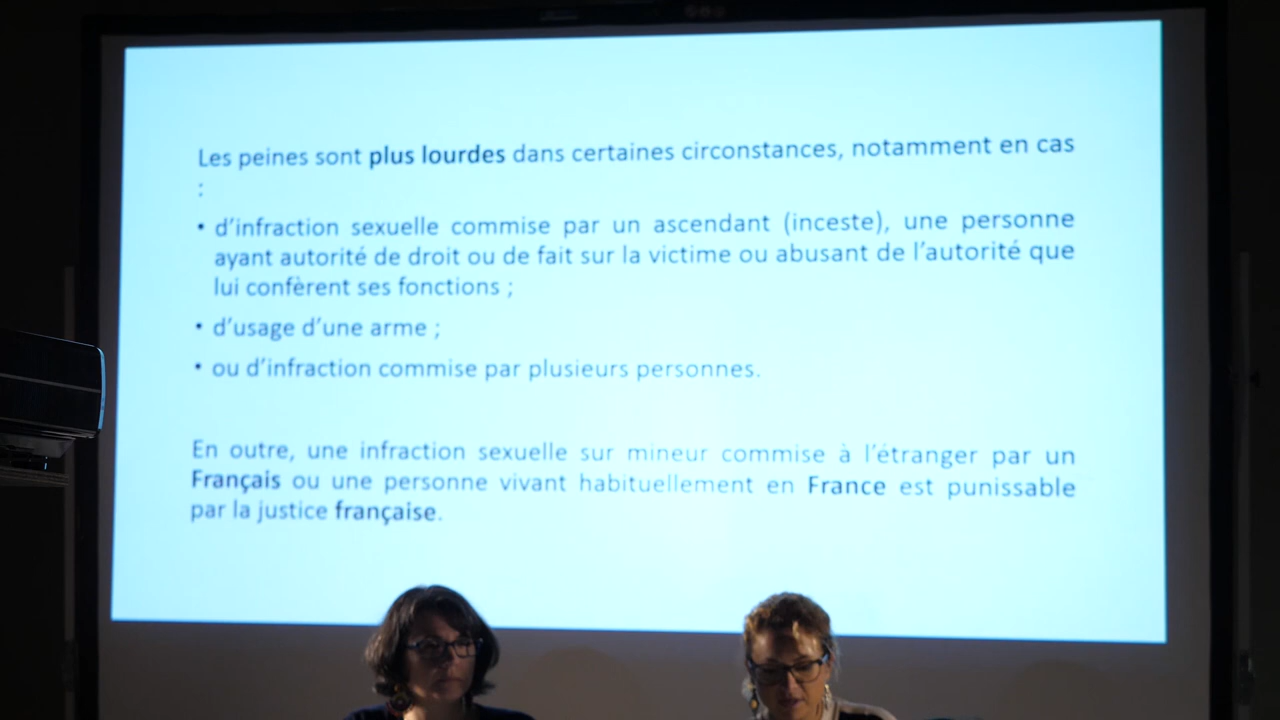 Les peines sont plus lourdes dans certaines circonstances, notamment en cas
:
• d’infraction sexuelle commise par un ascendant (inceste), une personne
ayant autorité de droit ou de fait sur la victime ou abusant de l’autorité que
lui confèrent ses fonctions ;
• d’usage d’une arme ;
• ou d’infraction commise par plusieurs personnes.
En outre, une infraction sexuelle sur mineur commise à l’étranger par un
Français ou une personne vivant habituellement en France est punissable
par la justice française.